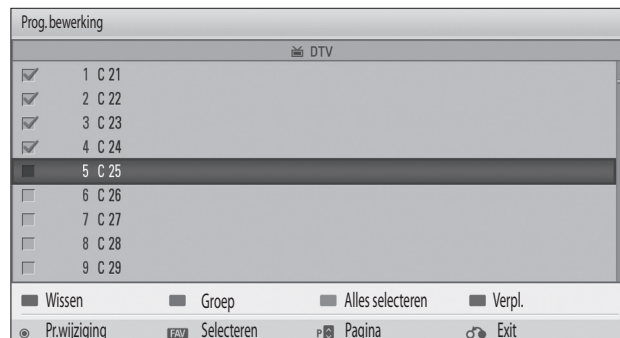 Prog. bewerking
DTV
1 C 21
2 C 22
3 C 23
4 C 24
5 C 25
6 C 26
7 C 27
8 C 28
9 C 29
Wissen Groep Alles selecteren Verpl.
Pr.wijziging FAV Selecteren P Pagina Exit